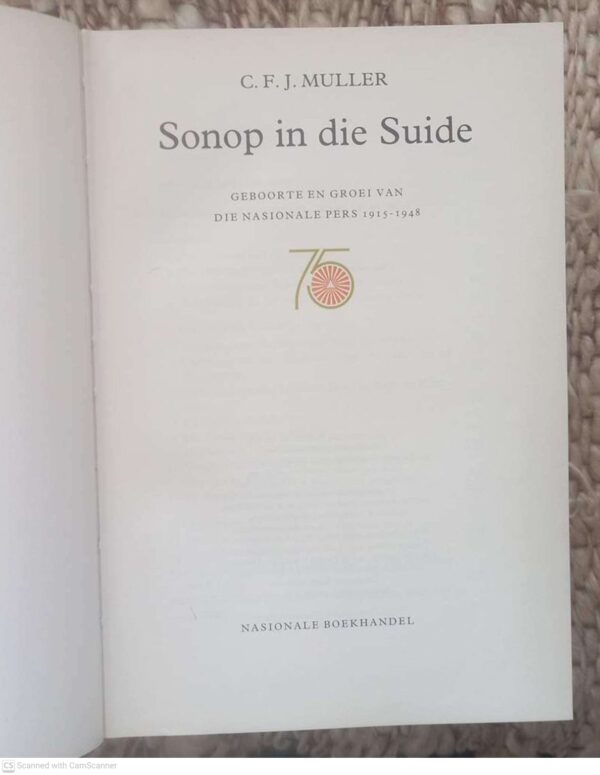 C. F. J. MULLER
Sonop in die Suide
GEBOORTE EN GROEI VAN
DIE NASIONALE PERS 1915-1948
75
NASIONALE BOEKHANDEL
CS Scanned with CamScanner